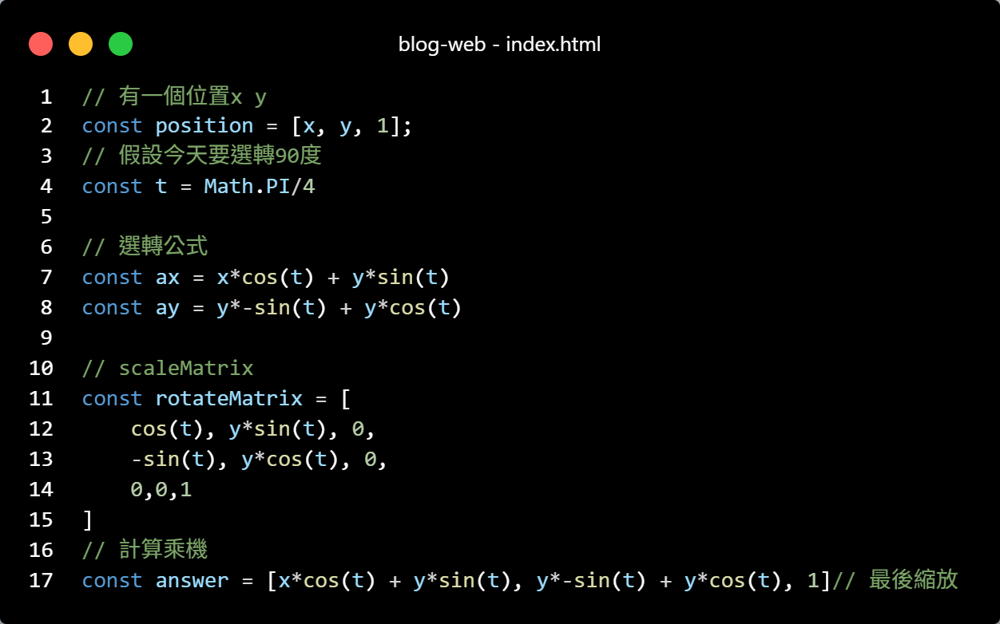 blog-web - index.html
1 // 有一個位置x y
2 const position = [x, y, 1];
3 // 假設今天要選轉90度
4 const t = Math.PI/4
5
6 // 選轉公式
7 const ax = x*cos(t) + y*sin(t)
8 const ay = y*-sin(t) + y*cos(t)
9
10 // scaleMatrix
11 const rotateMatrix = [
12     cos(t), y*sin(t), 0,
13     -sin(t), y*cos(t), 0,
14     0,0,1
15 ]
16 // 計算乘機
17 const answer = [x*cos(t) + y*sin(t), y*-sin(t) + y*cos(t), 1]// 最後縮放